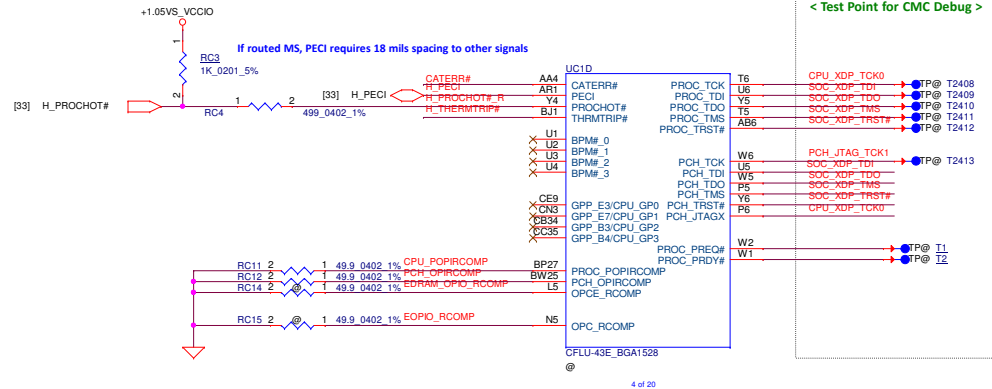 < Test Point for CMC Debug >
+1.05VS_VCCIO
If routed MS, PECI requires 18 mils spacing to other signals
1
RC3
1K_0201_5%
2
[33] H_PROCHOT#
RC4
1
2
499_0402_1%
[33] H_PECI
CATERR#
H_PECI
H_PROCHOT#_R
H_THERMTRIP#
UC1D
AA4 CATERR#
AR1 PECI
Y4 PROCHOT#
BJ1 THRMTRIP#
U1 BPM#_0
U2 BPM#_1
U3 BPM#_2
U4 BPM#_3
CE9 GPP_E3/CPU_GP0
CN3 GPP_E7/CPU_GP1
CB34 GPP_B3/CPU_GP2
CC35 GPP_B4/CPU_GP3
RC11 2 1 49.9_0402_1% CPU_POPIRCOMP BP27 PROC_POPIRCOMP
RC12 2 1 49.9_0402_1% PCH_OPIRCOMP BW25 PCH_OPIRCOMP
RC14 2 @ 1 49.9_0402_1% EDRAM_OPIO_RCOMP L5 OPCE_RCOMP
RC15 2 @ 1 49.9_0402_1% EOPIO_RCOMP N5 OPC_RCOMP
PROC_TCK T6 CPU_XDP_TCK0 TP@ T2408
PROC_TDI U6 SOC_XDP_TDI TP@ T2409
PROC_TDO Y5 SOC_XDP_TDO TP@ T2410
PROC_TMS T5 SOC_XDP_TMS TP@ T2411
PROC_TRST# AB6 SOC_XDP_TRST# TP@ T2412
PCH_TCK W6 PCH_JTAG_TCK1 TP@ T2413
PCH_TDI U5 SOC_XDP_TDI
PCH_TDO W5 SOC_XDP_TDO
PCH_TMS P5 SOC_XDP_TMS
PCH_TRST# Y6 SOC_XDP_TRST#
PCH_JTAGX P6 CPU_XDP_TCK0
PROC_PREQ# W2 TP@ T1
PROC_PRDY# W1 TP@ T2
CFLU-43E_BGA1528
@
4 of 20